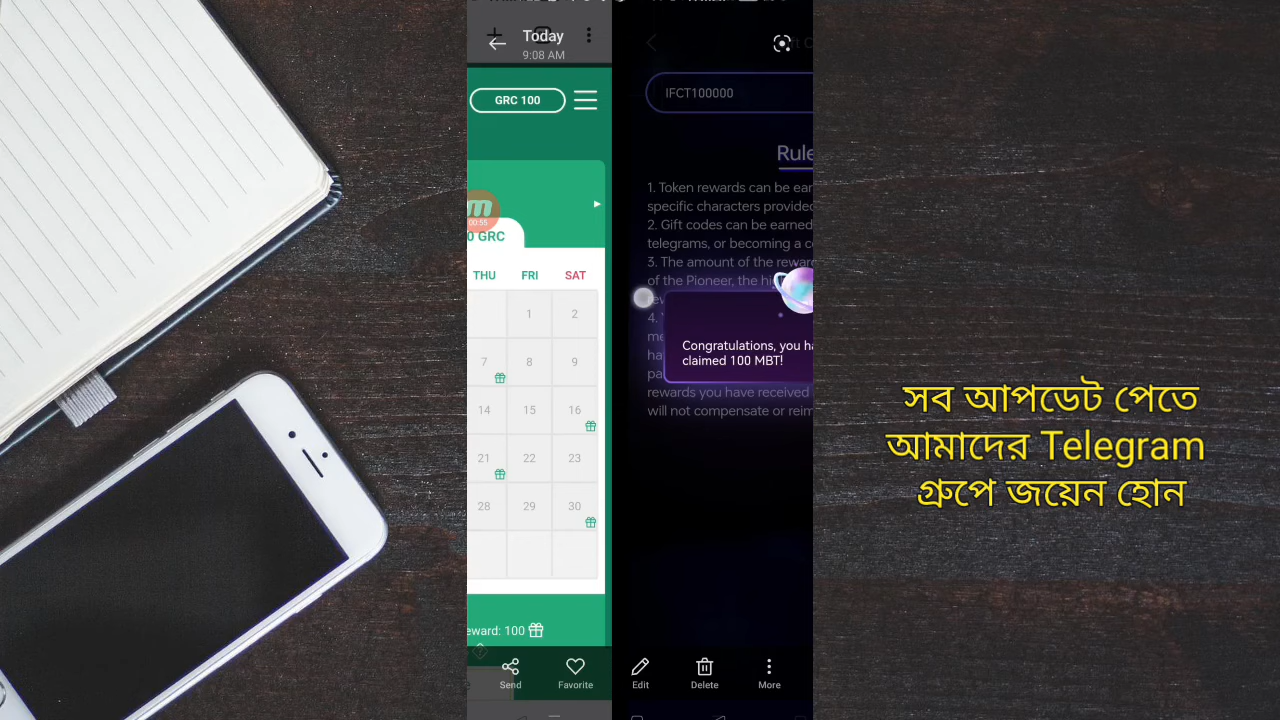 Today
9:08 AM
GRC 100
00:55
0 GRC
THU FRI SAT
1 2
7 8 9
14 15 16
21 22 23
28 29 30
eward: 100
Send Favorite Edit Delete More
IFCT100000
Rule
1. Token rewards can be ear
specific characters provided
2. Gift codes can be earned
telegrams, or becoming a c
3. The amount of the rewar
of the Pioneer, the hi
4.
Congratulations, you ha
claimed 100 MBT!
rewards you have received
will not compensate or reim
সব আপডেট পেতে
আমাদের Telegram
গ্রুপে জয়েন হোন